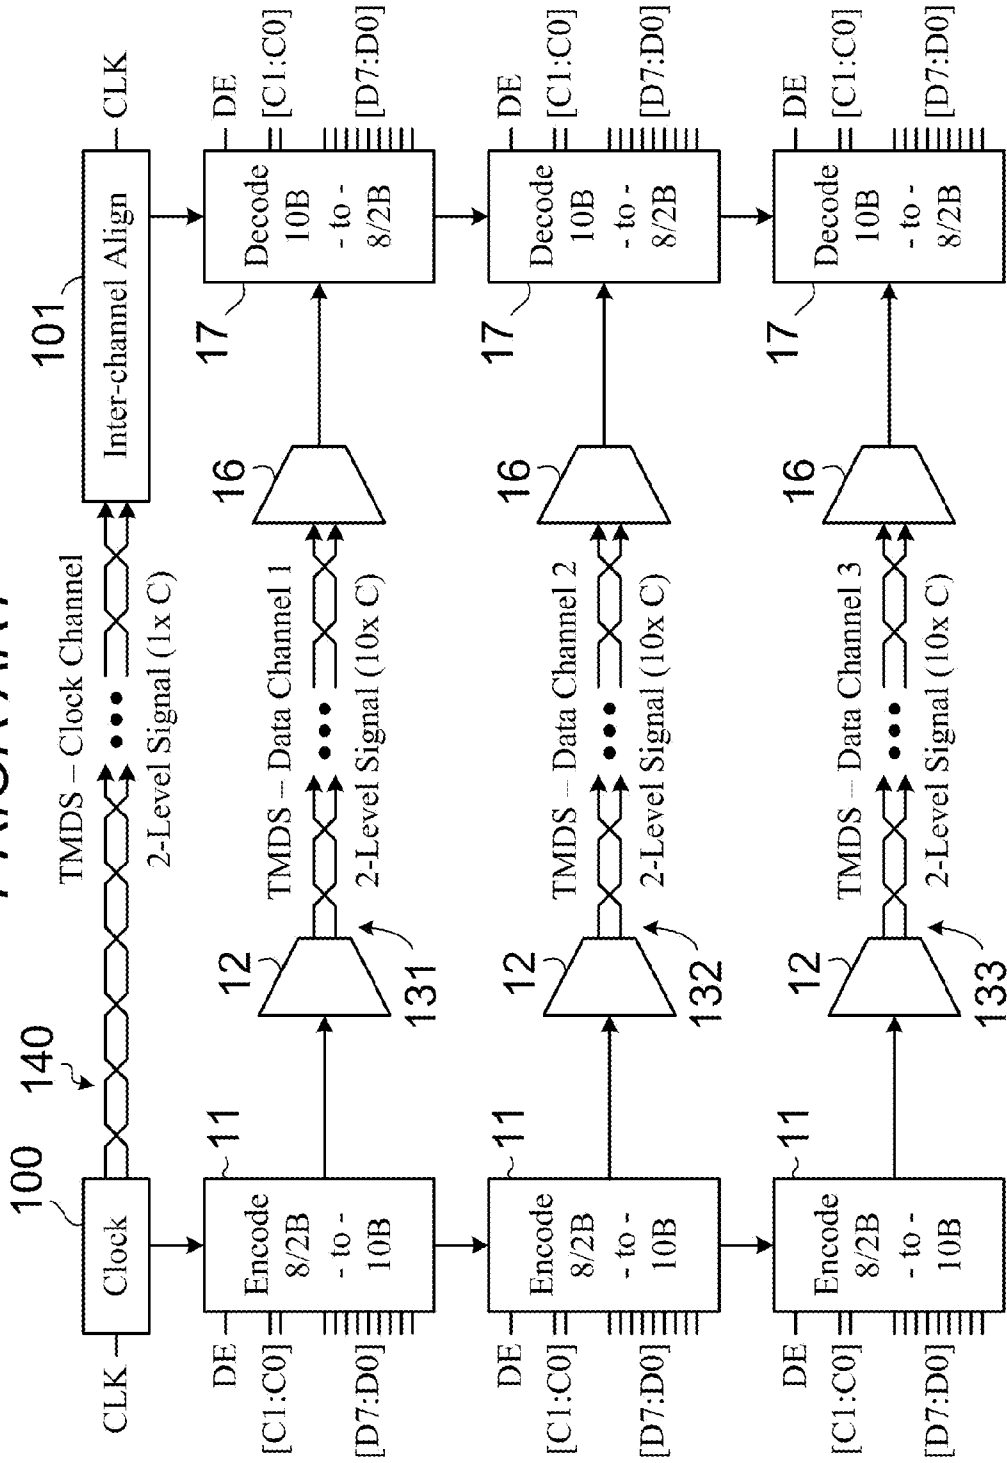 CLK
Clock
100
140
TMDS – Clock Channel
2-Level Signal (1x C)
101
Inter-channel Align
CLK
DE
[C1:C0]
[D7:D0]
Encode
8/2B
- to -
10B
11
12
131
TMDS – Data Channel 1
2-Level Signal (10x C)
16
17
Decode
10B
- to -
8/2B
DE
[C1:C0]
[D7:D0]
DE
[C1:C0]
[D7:D0]
Encode
8/2B
- to -
10B
11
12
132
TMDS – Data Channel 2
2-Level Signal (10x C)
16
17
Decode
10B
- to -
8/2B
DE
[C1:C0]
[D7:D0]
DE
[C1:C0]
[D7:D0]
Encode
8/2B
- to -
10B
11
12
133
TMDS – Data Channel 3
2-Level Signal (10x C)
16
17
Decode
10B
- to -
8/2B
DE
[C1:C0]
[D7:D0]